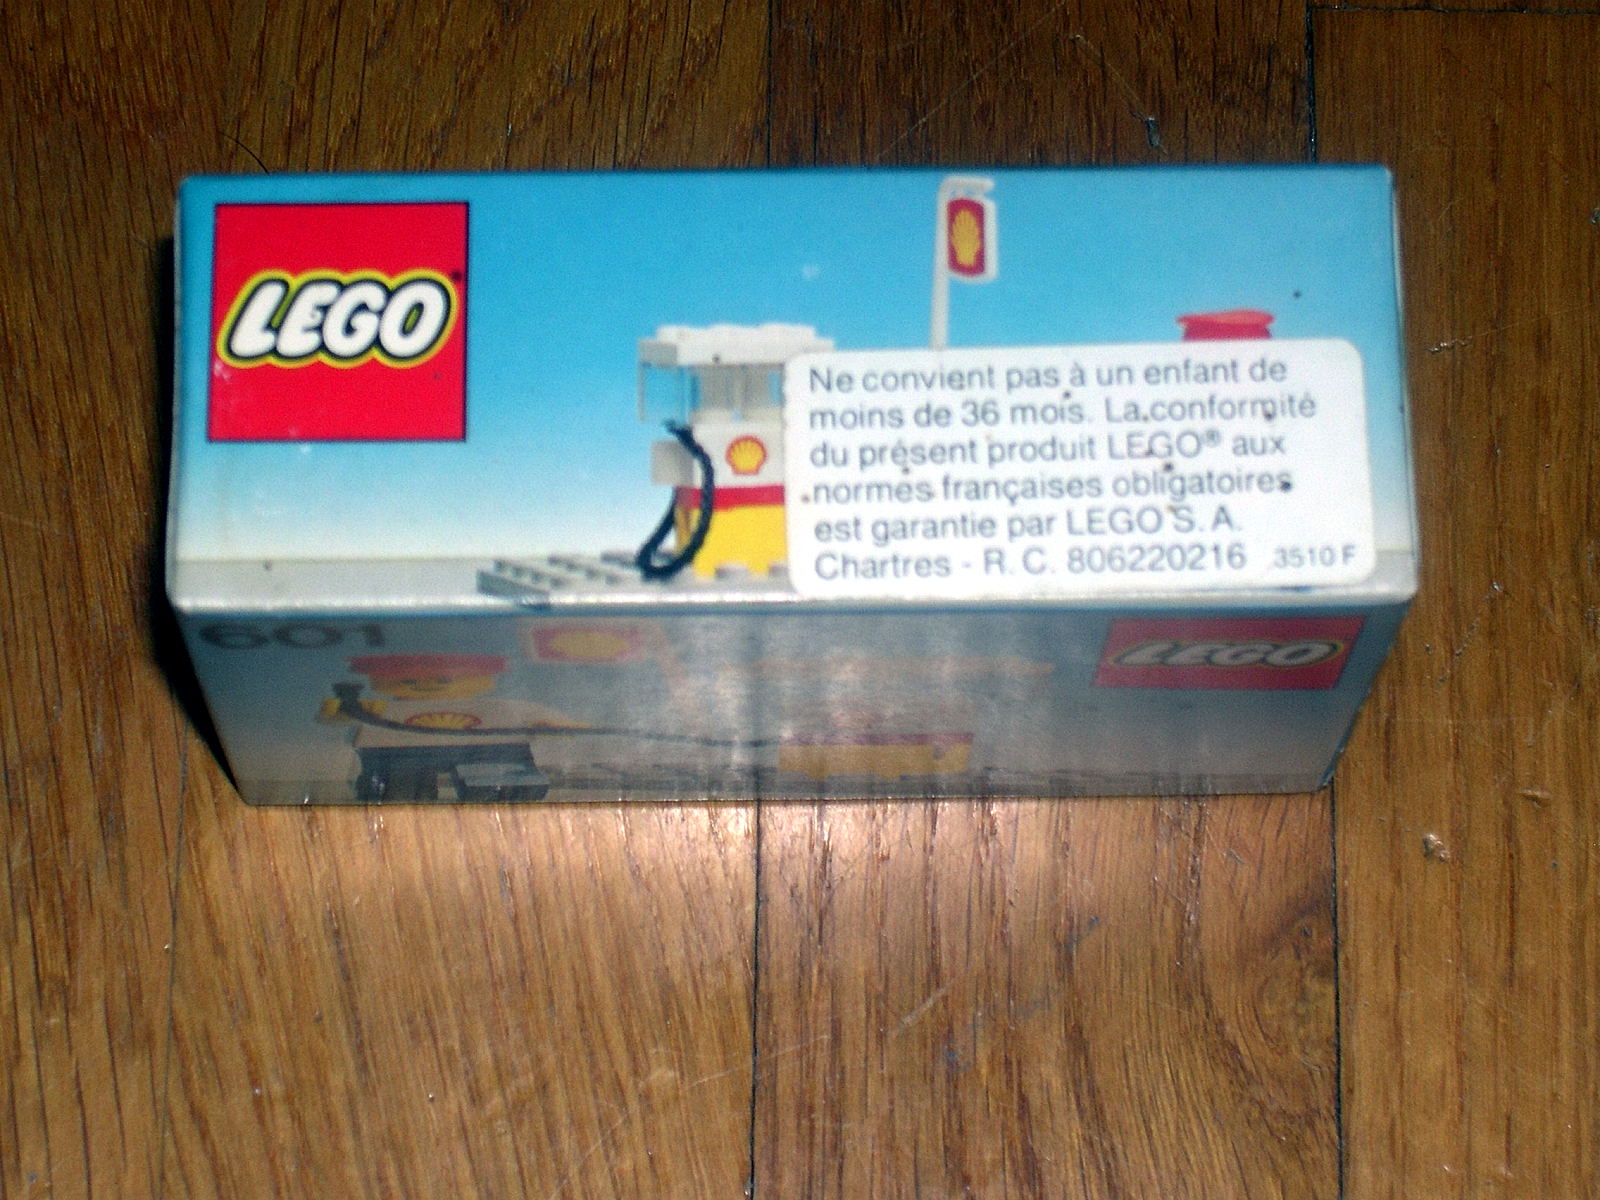 LEGO
Ne convient pas à un enfant de
moins de 36 mois. La conformité
du présent produit LEGO® aux
normes françaises obligatoires
est garantie par LEGO S. A.
Chartres - R. C. 806220216 3510 F
601
LEGO